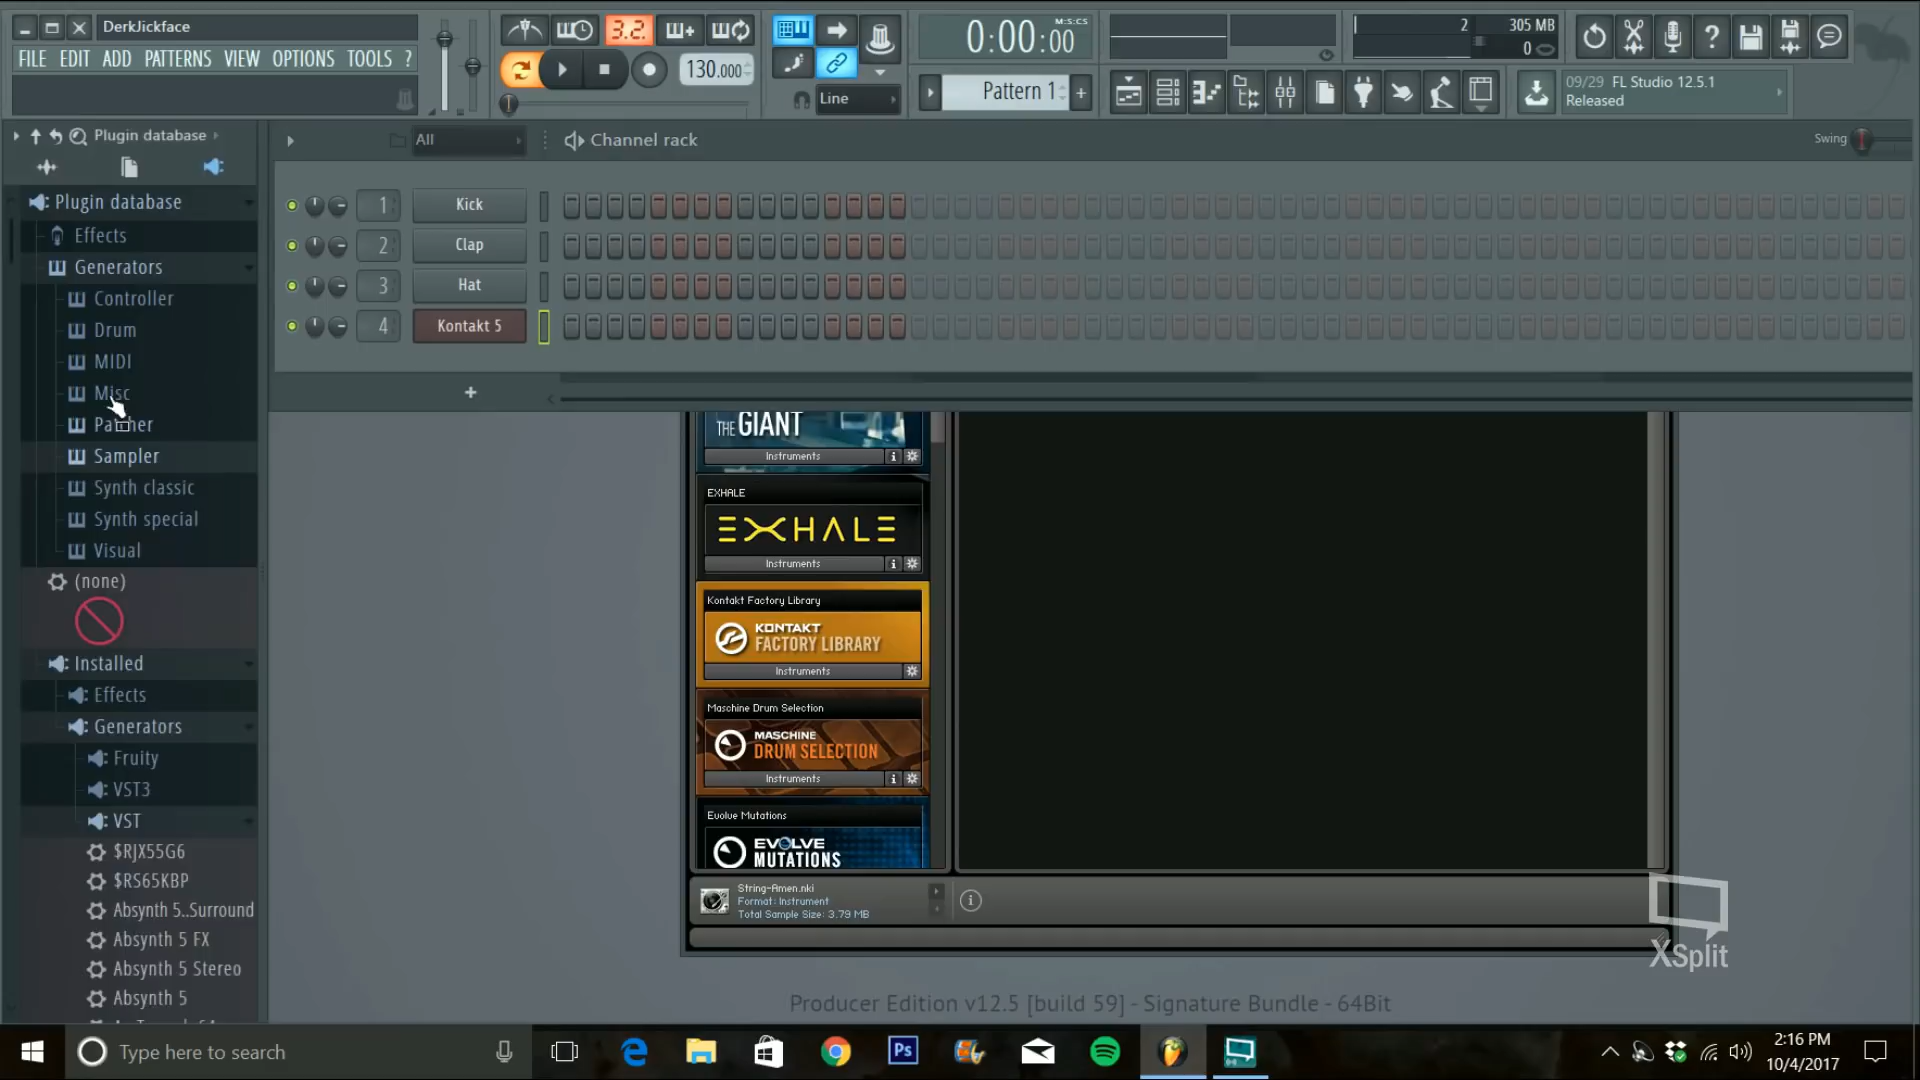 DerkJickface
FILE EDIT ADD PATTERNS VIEW OPTIONS TOOLS ?
3.2.
130.000
Line
0:00:00
M:S:CS
Pattern 1
+
2
305 MB
0
09/29 FL Studio 12.5.1
Released
Plugin database
Plugin database
Effects
Generators
Controller
Drum
MIDI
Misc
Patcher
Sampler
Synth classic
Synth special
Visual
(none)
Installed
Effects
Generators
Fruity
VST3
VST
$RJX55G6
$RS65KBP
Absynth 5..Surround
Absynth 5 FX
Absynth 5 Stereo
Absynth 5
All
Channel rack
Swing
1 Kick
2 Clap
3 Hat
4 Kontakt 5
+
THE GIANT
Instruments
EXHALE
EXHALE
Instruments
Kontakt Factory Library
KONTAKT
FACTORY LIBRARY
Instruments
Maschine Drum Selection
MASCHINE
DRUM SELECTION
Instruments
Evolve Mutations
EVOLVE
MUTATIONS
String-Amen.nki
Format: Instrument
Total Sample Size: 3.79 MB
XSplit
Producer Edition v12.5 [build 59] - Signature Bundle - 64Bit
Type here to search
Ps
2:16 PM
10/4/2017